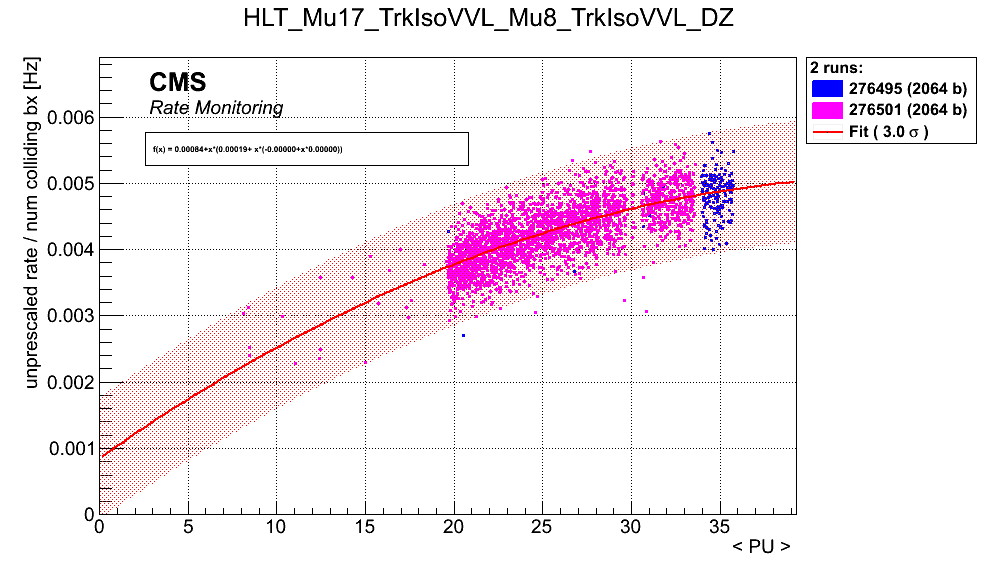 HLT_Mu17_TrkIsoVVL_Mu8_TrkIsoVVL_DZ
unprescaled rate / num colliding bx [Hz]
CMS
Rate Monitoring
f(x) = 0.00084+x*(0.00019+ x*(-0.00000+x*0.00000))
0.006
0.005
0.004
0.003
0.002
0.001
0
0 5 10 15 20 25 30 35
< PU >
2 runs:
276495 (2064 b)
276501 (2064 b)
Fit ( 3.0 σ )